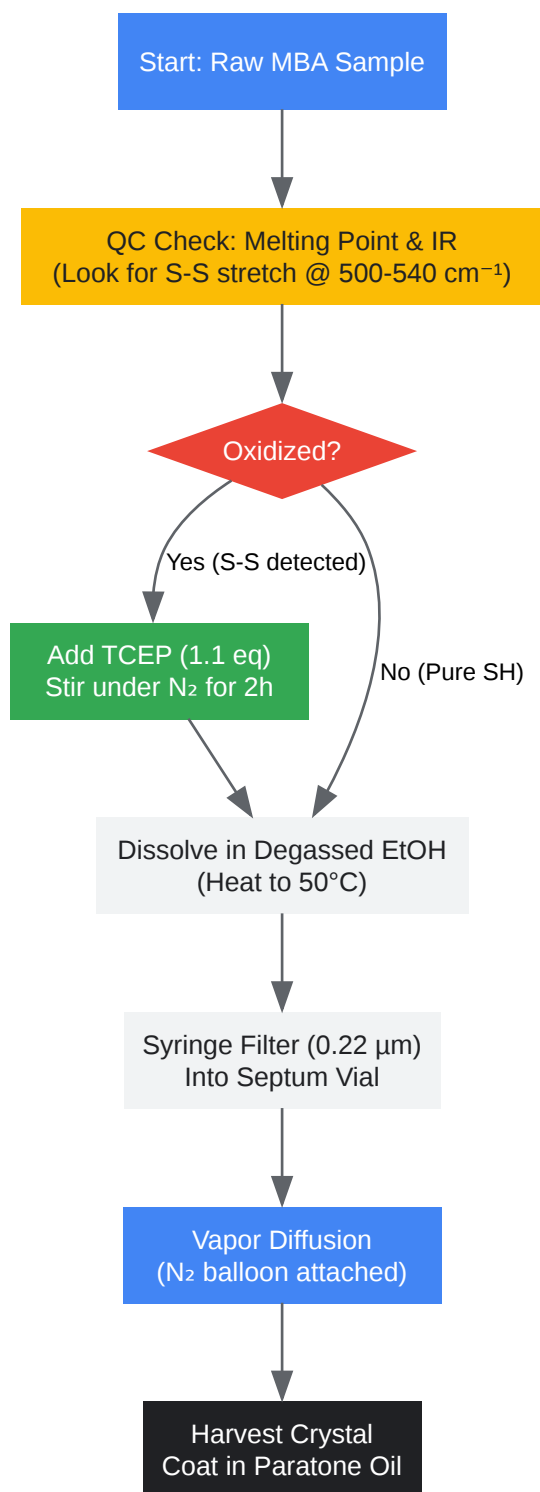 Start: Raw MBA Sample
QC Check: Melting Point & IR
(Look for S-S stretch @ 500-540 cm⁻¹)
Oxidized?
Yes (S-S detected)
Add TCEP (1.1 eq)
Stir under N₂ for 2h
No (Pure SH)
Dissolve in Degassed EtOH
(Heat to 50°C)
Syringe Filter (0.22 µm)
Into Septum Vial
Vapor Diffusion
(N₂ balloon attached)
Harvest Crystal
Coat in Paratone Oil